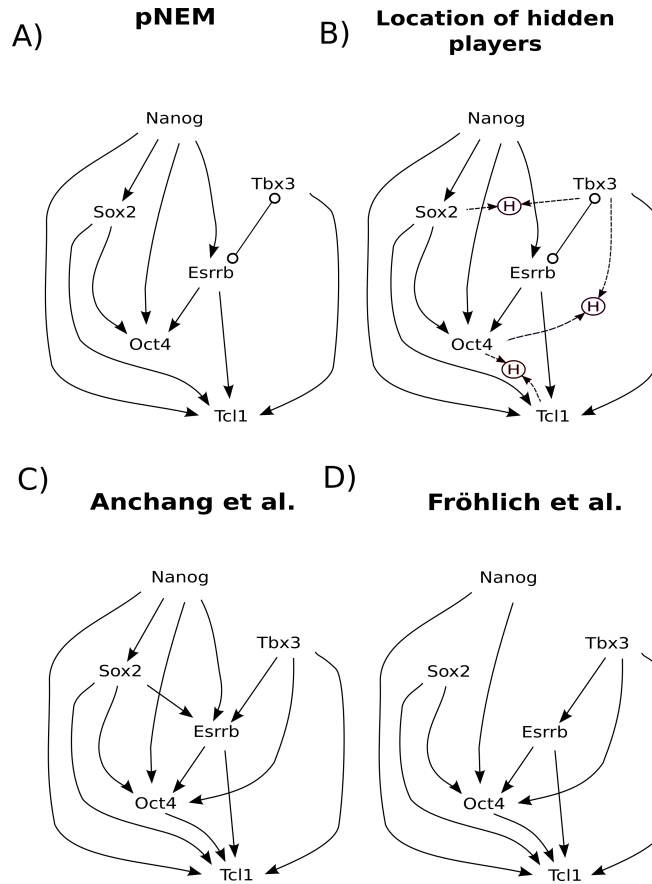 A)
pNEM
Nanog
Tbx3
Sox2
Esrrb
Oct4
Tcl1
B)
Location of hidden
players
Nanog
Tbx3
Sox2
H
Esrrb
H
Oct4
H
Tcl1
C)
Anchang et al.
Nanog
Tbx3
Sox2
Esrrb
Oct4
Tcl1
D)
Fröhlich et al.
Nanog
Tbx3
Sox2
Esrrb
Oct4
Tcl1